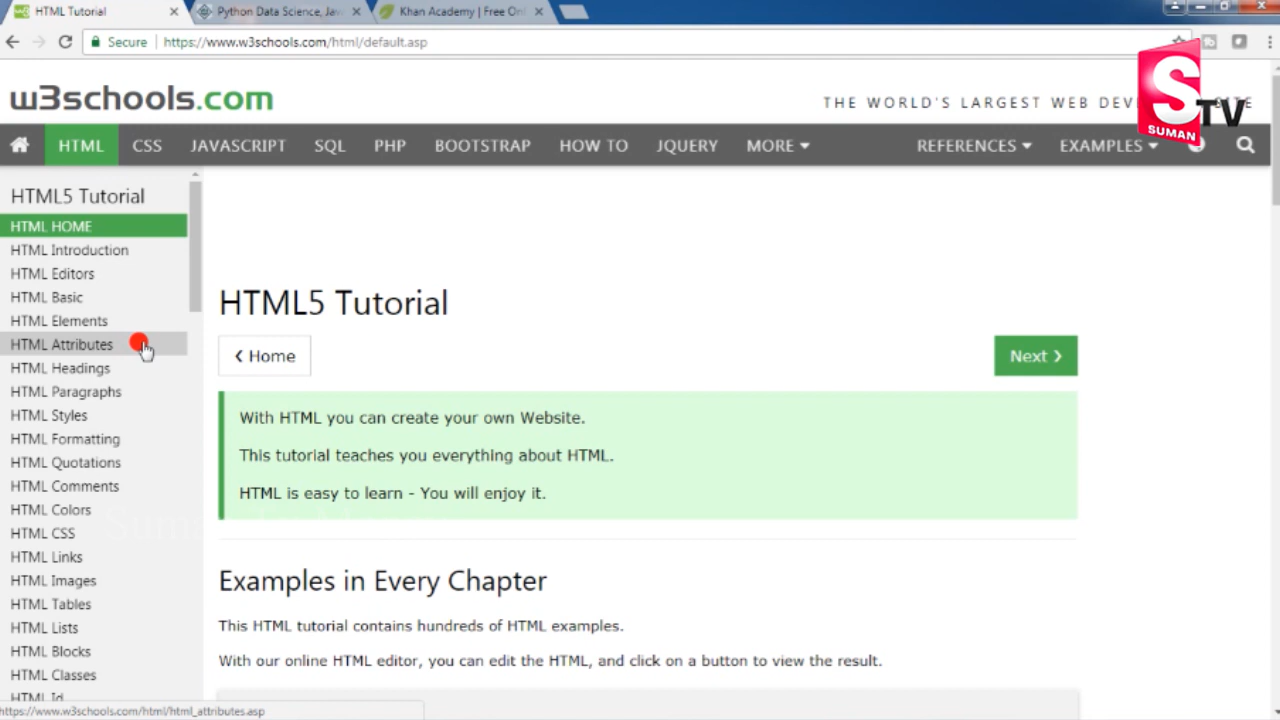 HTML Tutorial
Python Data Science, Jav
Khan Academy | Free Onl
Secure
https://www.w3schools.com/html/default.asp
w3schools.com
THE WORLD'S LARGEST WEB DEV
SITE
S
TV
SUMAN
HTML
CSS
JAVASCRIPT
SQL
PHP
BOOTSTRAP
HOW TO
JQUERY
MORE
REFERENCES
EXAMPLES
HTML5 Tutorial
HTML HOME
HTML Introduction
HTML Editors
HTML Basic
HTML Elements
HTML Attributes
HTML Headings
HTML Paragraphs
HTML Styles
HTML Formatting
HTML Quotations
HTML Comments
HTML Colors
HTML CSS
HTML Links
HTML Images
HTML Tables
HTML Lists
HTML Blocks
HTML Classes
HTML Id
https://www.w3schools.com/html/html_attributes.asp
HTML5 Tutorial
❮ Home
Next ❯
With HTML you can create your own Website.
This tutorial teaches you everything about HTML.
HTML is easy to learn - You will enjoy it.
Examples in Every Chapter
This HTML tutorial contains hundreds of HTML examples.
With our online HTML editor, you can edit the HTML, and click on a button to view the result.